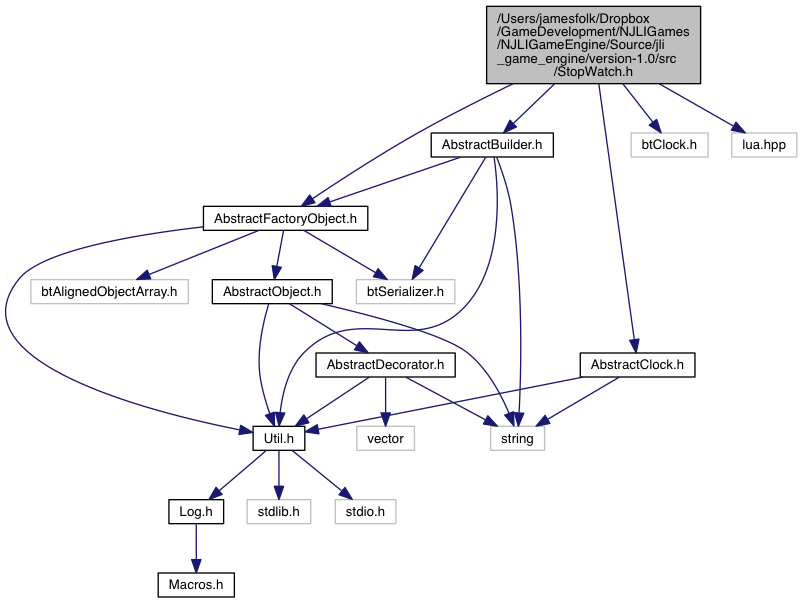 /Users/jamesfolk/Dropbox
/GameDevelopment/NJLIGames
/NJLIGameEngine/Source/jli
_game_engine/version-1.0/src
/StopWatch.h
AbstractBuilder.h
btClock.h
lua.hpp
AbstractFactoryObject.h
btAlignedObjectArray.h
AbstractObject.h
btSerializer.h
AbstractDecorator.h
AbstractClock.h
Util.h
vector
string
Log.h
stdlib.h
stdio.h
Macros.h